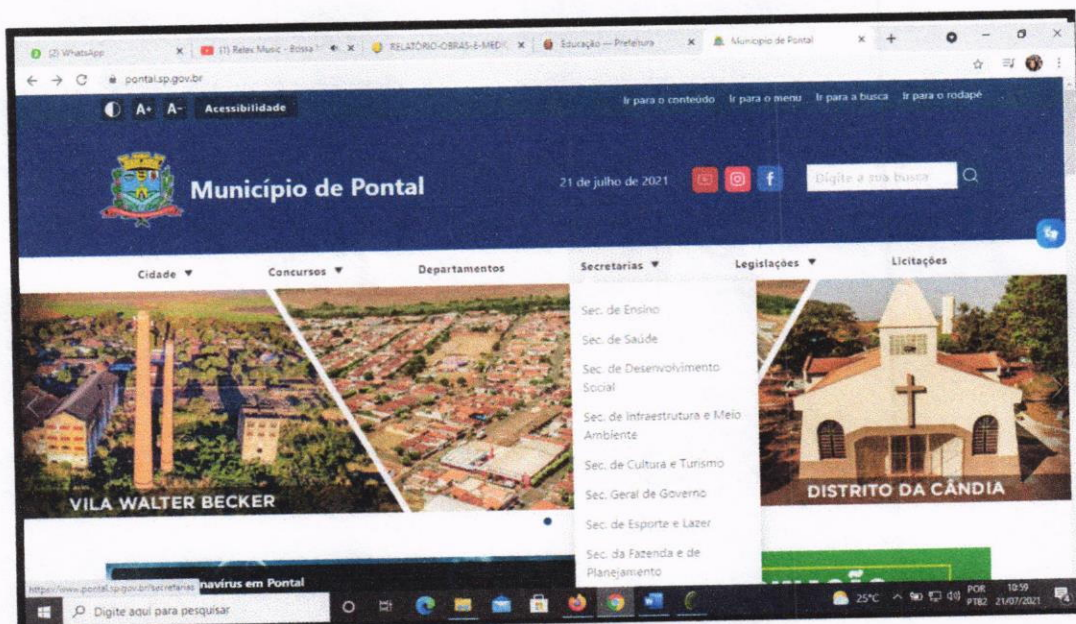 (2) WhatsApp
(1) Relex Music - Bossa
RELATÓRIO-OBRAS-E-MEDIÇ
Educação — Prefeitura
Município de Pontal
pontal.sp.gov.br
A+ A- Acessibilidade
Ir para o conteúdo Ir para o menu Ir para a busca Ir para o rodapé
Município de Pontal
21 de julho de 2021
f
Digite a sua busca
Cidade ▼ Concursos ▼ Departamentos Secretarias ▼ Legislações ▼ Licitações
Sec. de Ensino
Sec. de Saúde
Sec. de Desenvolvimento
Social
Sec. de Infraestrutura e Meio
Ambiente
Sec. de Cultura e Turismo
Sec. Geral de Governo
Sec. de Esporte e Lazer
Sec. da Fazenda e de
Planejamento
VILA WALTER BECKER
DISTRITO DA CÂNDIA
navírus em Pontal
https://www.pontal.sp.gov.br/secretarias
Digite aqui para pesquisar
25°C
POR
PTB2
10:59
21/07/2021